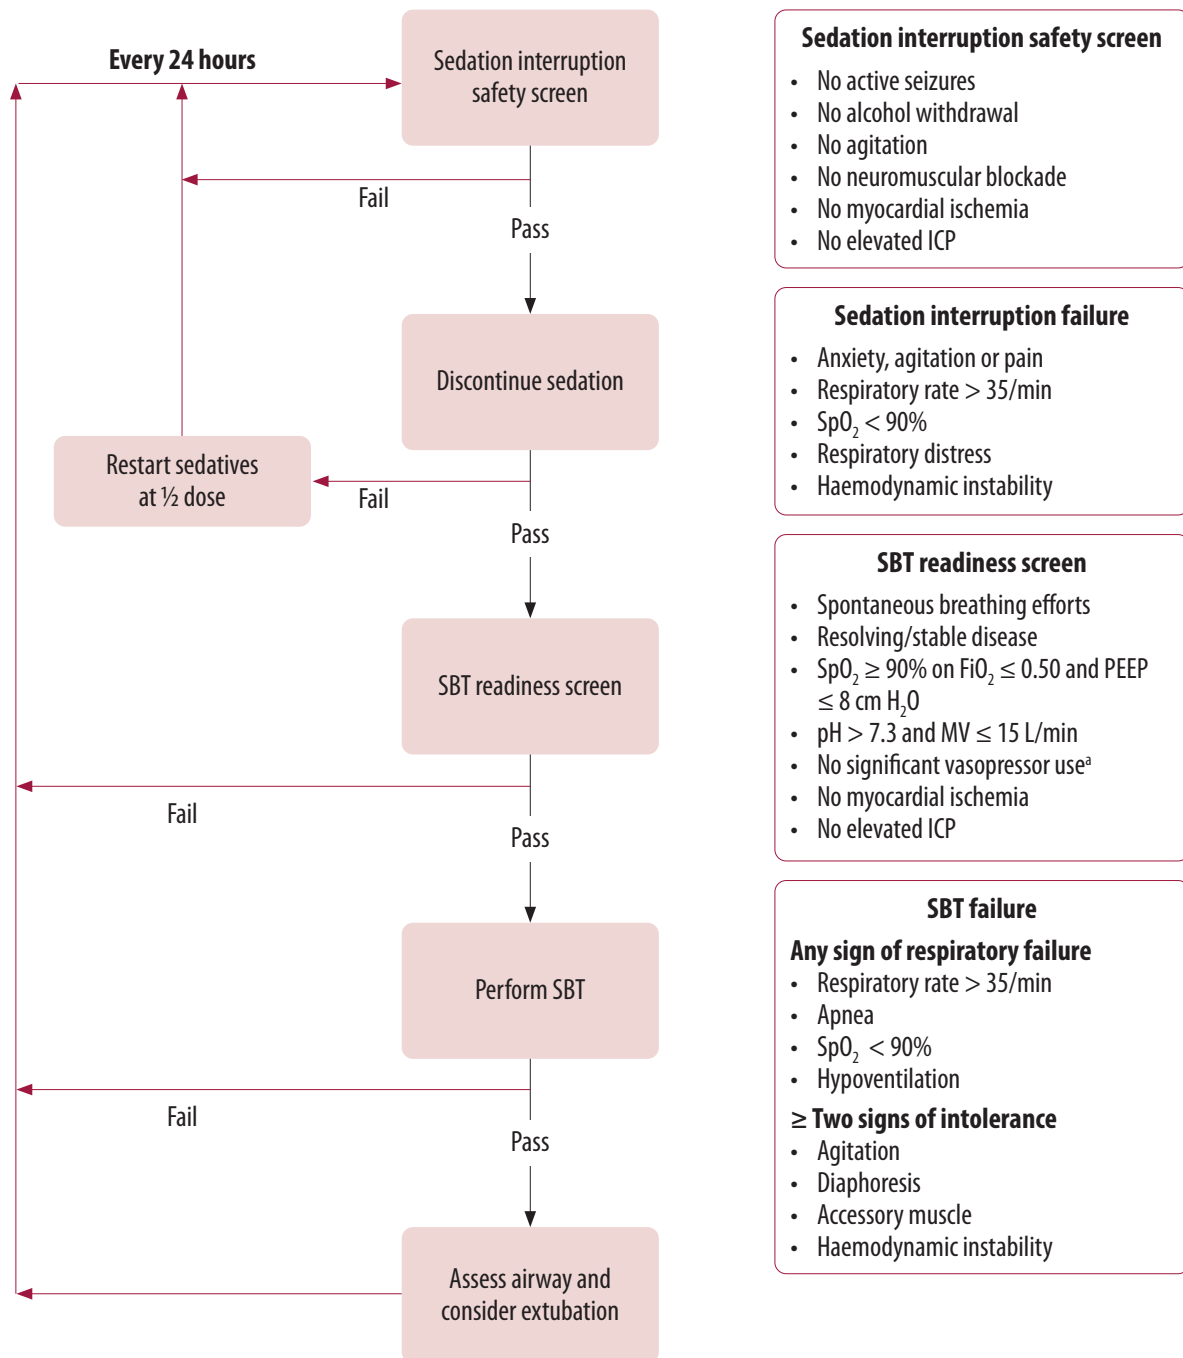 Every 24 hours
Sedation interruption
safety screen
Fail
Pass
Discontinue sedation
Restart sedatives
at ½ dose
Fail
Pass
SBT readiness screen
Fail
Pass
Perform SBT
Fail
Pass
Assess airway and
consider extubation
Sedation interruption safety screen
• No active seizures
• No alcohol withdrawal
• No agitation
• No neuromuscular blockade
• No myocardial ischemia
• No elevated ICP
Sedation interruption failure
• Anxiety, agitation or pain
• Respiratory rate > 35/min
• SpO₂ < 90%
• Respiratory distress
• Haemodynamic instability
SBT readiness screen
• Spontaneous breathing efforts
• Resolving/stable disease
• SpO₂ ≥ 90% on FiO₂ ≤ 0.50 and PEEP
≤ 8 cm H₂O
• pH > 7.3 and MV ≤ 15 L/min
• No significant vasopressor useᵃ
• No myocardial ischemia
• No elevated ICP
SBT failure
Any sign of respiratory failure
• Respiratory rate > 35/min
• Apnea
• SpO₂ < 90%
• Hypoventilation
≥ Two signs of intolerance
• Agitation
• Diaphoresis
• Accessory muscle
• Haemodynamic instability